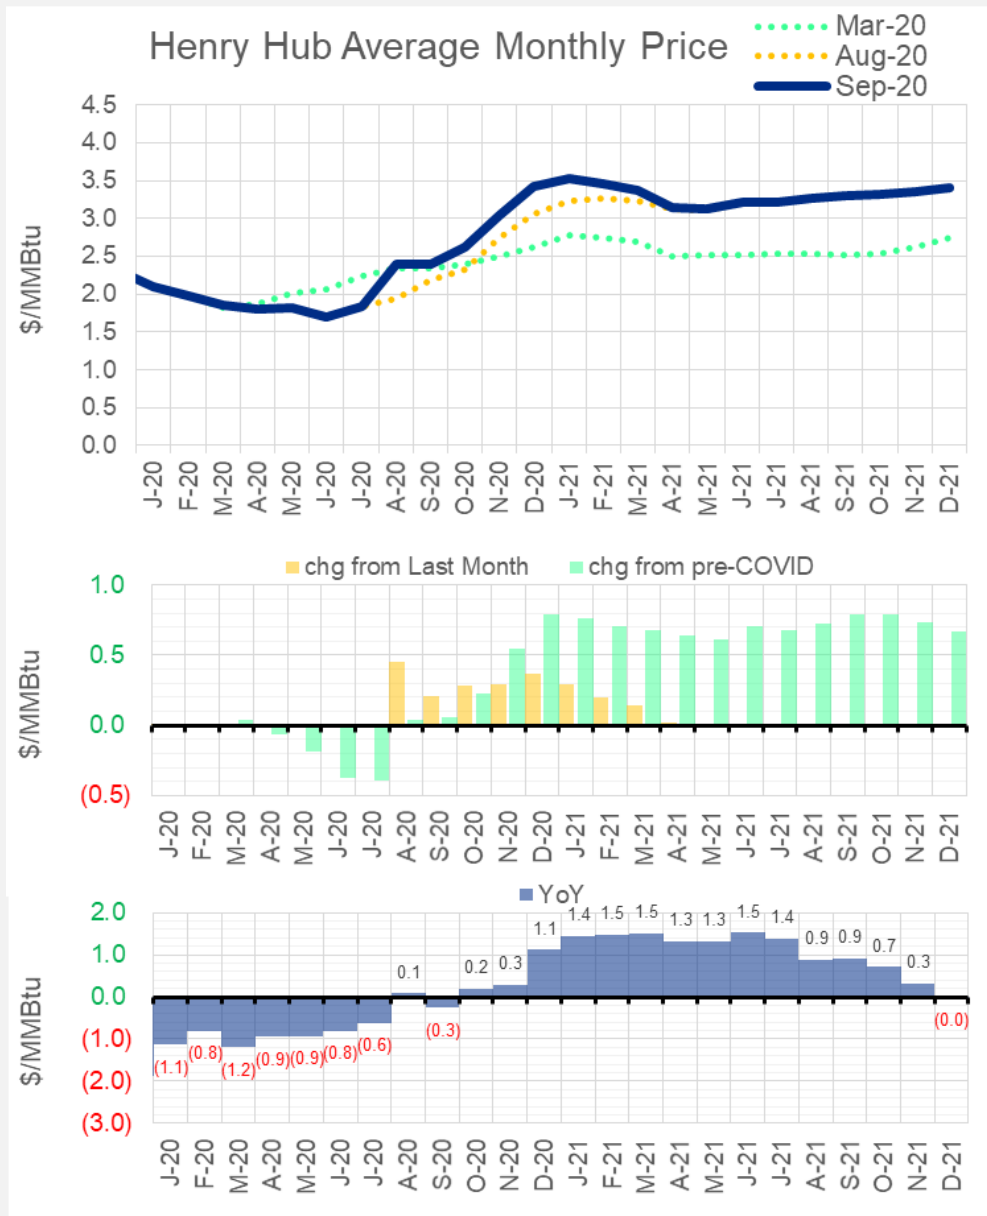 Henry Hub Average Monthly Price
Mar-20
Aug-20
Sep-20
$/MMBtu
4.5
4.0
3.5
3.0
2.5
2.0
1.5
1.0
0.5
0.0
J-20 F-20 M-20 A-20 M-20 J-20 J-20 A-20 S-20 O-20 N-20 D-20 J-21 F-21 M-21 A-21 M-21 J-21 J-21 A-21 S-21 O-21 N-21 D-21
chg from Last Month chg from pre-COVID
$/MMBtu
1.0
0.5
0.0
(0.5)
J-20 F-20 M-20 A-20 M-20 J-20 J-20 A-20 S-20 O-20 N-20 D-20 J-21 F-21 M-21 A-21 M-21 J-21 J-21 A-21 S-21 O-21 N-21 D-21
YoY
$/MMBtu
2.0
1.0
0.0
(1.0)
(2.0)
(3.0)
(1.1) (0.8) (1.2) (0.9) (0.9) (0.8) (0.6) 0.1 (0.3) 0.2 0.3 1.1 1.4 1.5 1.5 1.3 1.3 1.5 1.4 0.9 0.9 0.7 0.3 (0.0)
J-20 F-20 M-20 A-20 M-20 J-20 J-20 A-20 S-20 O-20 N-20 D-20 J-21 F-21 M-21 A-21 M-21 J-21 J-21 A-21 S-21 O-21 N-21 D-21